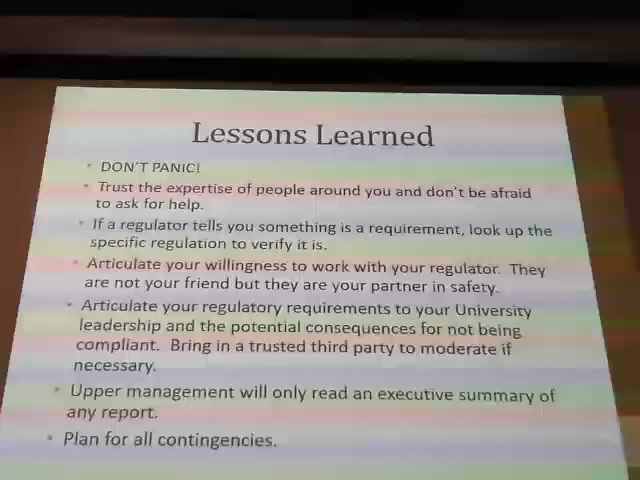 Lessons Learned
• DON'T PANIC!
• Trust the expertise of people around you and don't be afraid
to ask for help.
• If a regulator tells you something is a requirement, look up the
specific regulation to verify it is.
• Articulate your willingness to work with your regulator.  They
are not your friend but they are your partner in safety.
• Articulate your regulatory requirements to your University
leadership and the potential consequences for not being
compliant.  Bring in a trusted third party to moderate if
necessary.
• Upper management will only read an executive summary of
any report.
• Plan for all contingencies.